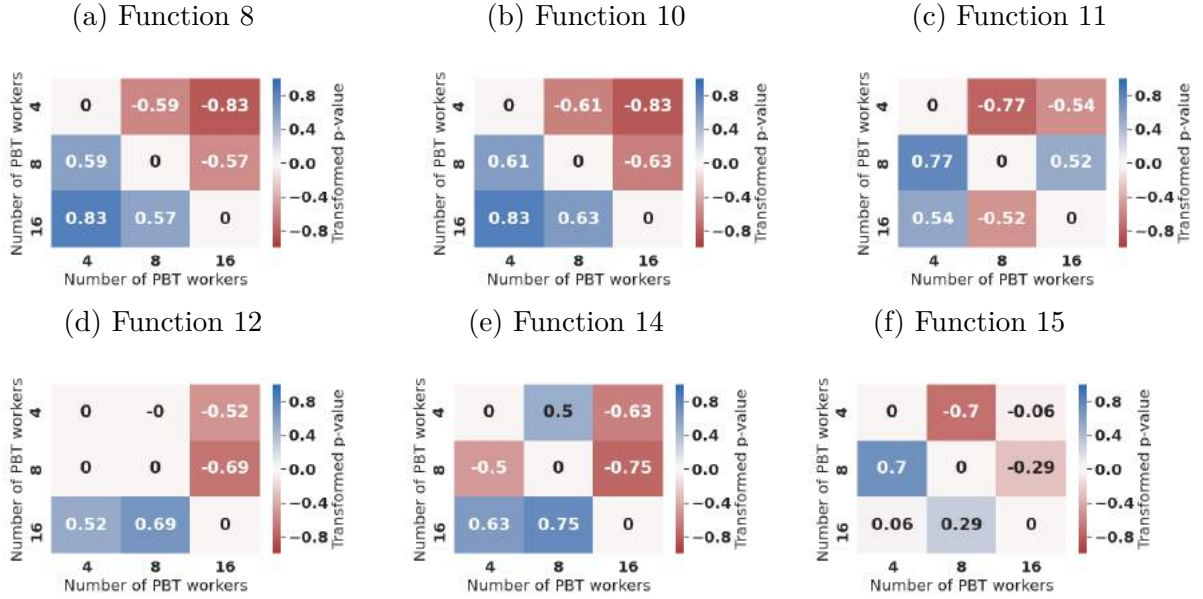 (a) Function 8
(b) Function 10
(c) Function 11
Number of PBT workers
4
8
16
0 -0.59 -0.83
0.59 0 -0.57
0.83 0.57 0
4 8 16
Number of PBT workers
0.8
0.4
0.0
−0.4
−0.8
Transformed p-value
Number of PBT workers
4
8
16
0 -0.61 -0.83
0.61 0 -0.63
0.83 0.63 0
4 8 16
Number of PBT workers
0.8
0.4
0.0
−0.4
−0.8
Transformed p-value
Number of PBT workers
4
8
16
0 -0.77 -0.54
0.77 0 0.52
0.54 -0.52 0
4 8 16
Number of PBT workers
0.8
0.4
0.0
−0.4
−0.8
Transformed p-value
(d) Function 12
(e) Function 14
(f) Function 15
Number of PBT workers
4
8
16
0 -0 -0.52
0 0 -0.69
0.52 0.69 0
4 8 16
Number of PBT workers
0.8
0.4
0.0
−0.4
−0.8
Transformed p-value
Number of PBT workers
4
8
16
0 0.5 -0.63
-0.5 0 -0.75
0.63 0.75 0
4 8 16
Number of PBT workers
0.8
0.4
0.0
−0.4
−0.8
Transformed p-value
Number of PBT workers
4
8
16
0 -0.7 -0.06
0.7 0 -0.29
0.06 0.29 0
4 8 16
Number of PBT workers
0.8
0.4
0.0
−0.4
−0.8
Transformed p-value